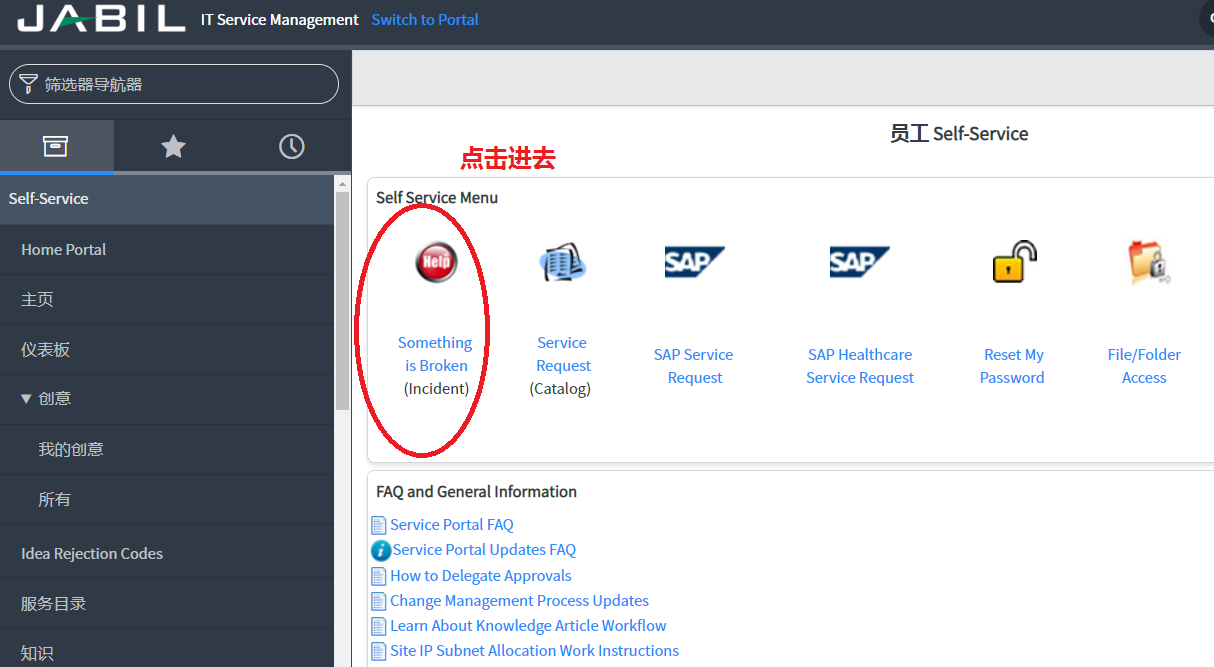 JABIL IT Service Management Switch to Portal
筛选器导航器
员工 Self-Service
点击进去
Self-Service
Home Portal
主页
仪表板
▼ 创意
我的创意
所有
Idea Rejection Codes
服务目录
知识
Self Service Menu
Help
Something
is Broken
(Incident)
Service
Request
(Catalog)
SAP
SAP Service
Request
SAP
SAP Healthcare
Service Request
Reset My
Password
File/Folder
Access
FAQ and General Information
Service Portal FAQ
Service Portal Updates FAQ
How to Delegate Approvals
Change Management Process Updates
Learn About Knowledge Article Workflow
Site IP Subnet Allocation Work Instructions